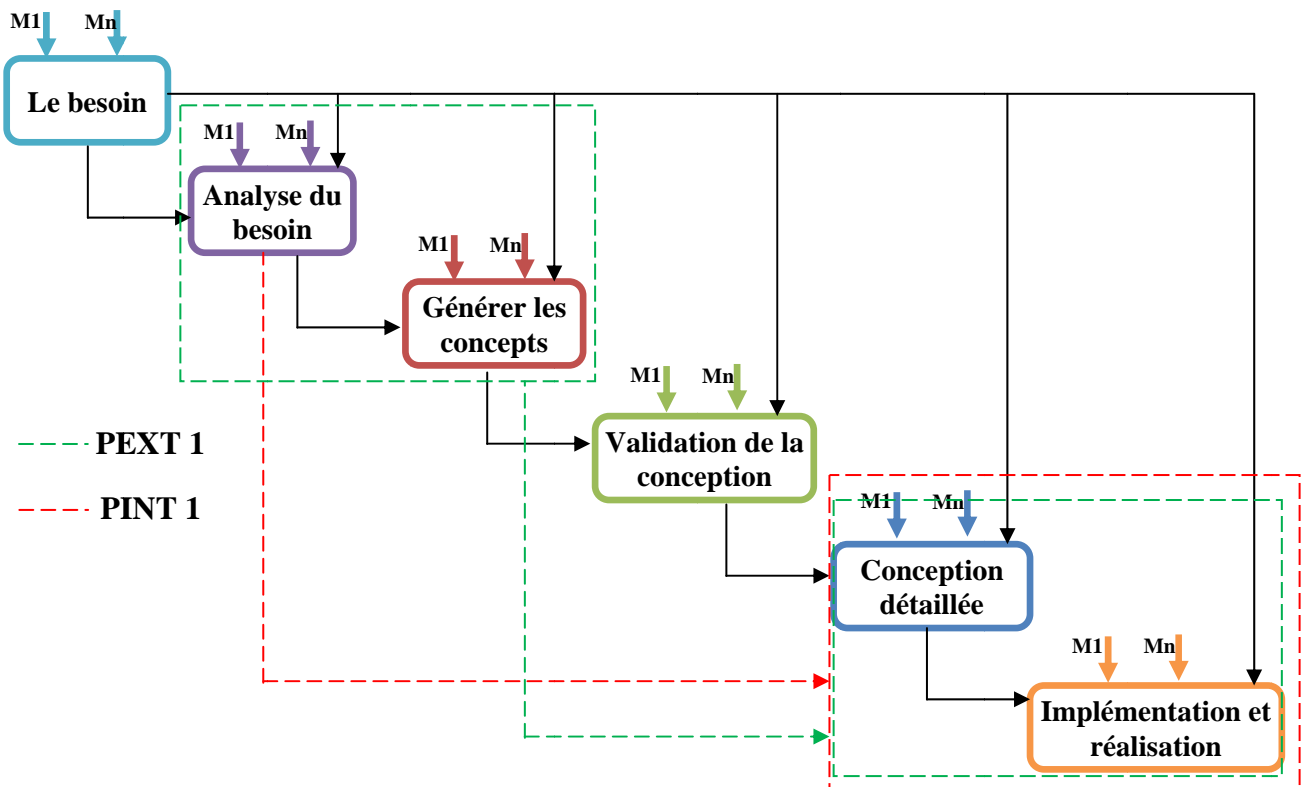 M1 Mn
Le besoin
M1 Mn
Analyse du
besoin
M1 Mn
Générer les
concepts
M1 Mn
Validation de la
conception
PEXT 1
PINT 1
M1 Mn
Conception
détaillée
M1 Mn
Implémentation et
réalisation